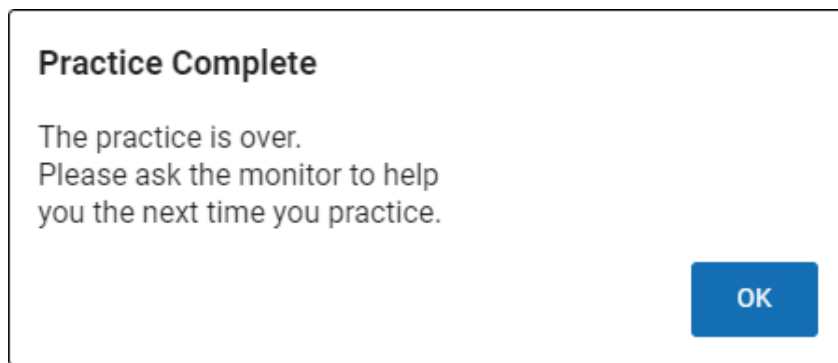 Practice Complete
The practice is over.
Please ask the monitor to help
you the next time you practice.
OK